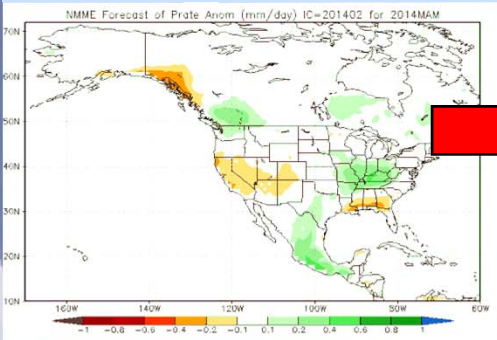 NMME Forecast of Prate Anom (mm/day) IC=201402 for 2014MAM
70N
60N
50N
40N
30N
20N
10N
160W 140W 120W 100W 80W 60W
-1 -0.8 -0.6 -0.4 -0.2 -0.1 0.1 0.2 0.4 0.6 0.8 1